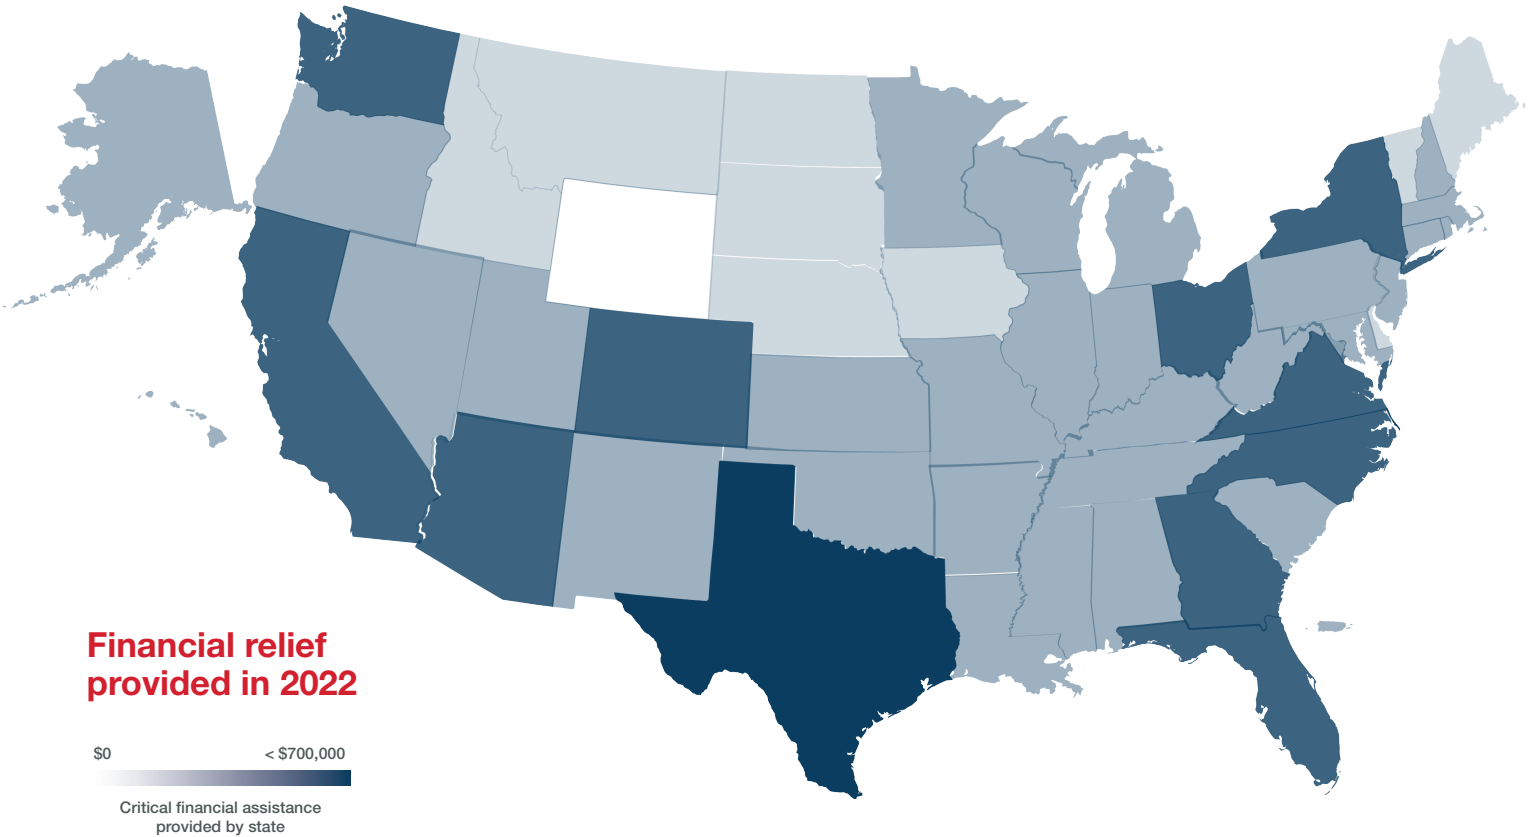 Financial relief
provided in 2022
$0
< $700,000
Critical financial assistance
provided by state